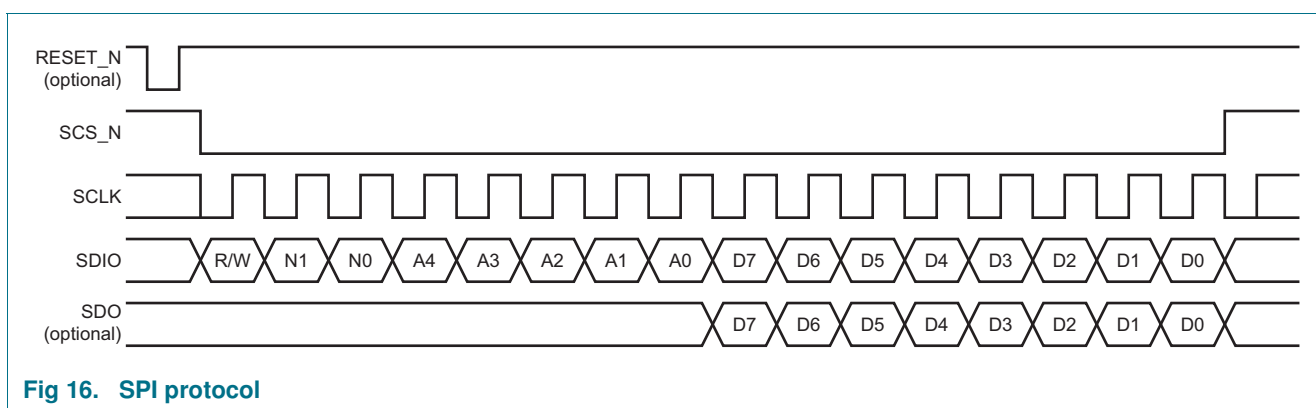 RESET_N
(optional)
SCS_N
SCLK
SDIO R/W N1 N0 A4 A3 A2 A1 A0 D7 D6 D5 D4 D3 D2 D1 D0
SDO
(optional) D7 D6 D5 D4 D3 D2 D1 D0
Fig 16. SPI protocol